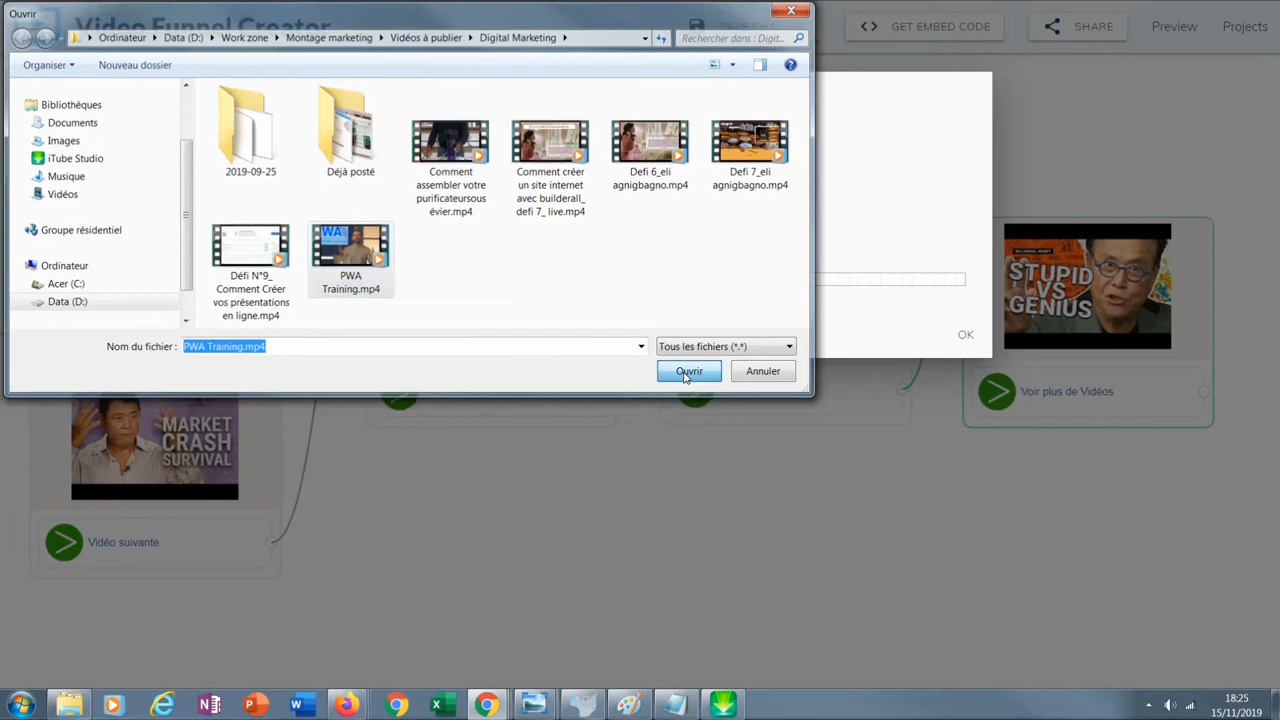 Ouvrir
Video Funnel Creator
GET EMBED CODE
SHARE
Preview
Projects
Ordinateur
Data (D:)
Work zone
Montage marketing
Vidéos à publier
Digital Marketing
Rechercher dans : Digit...
Organiser
Nouveau dossier
Bibliothèques
Documents
Images
iTube Studio
Musique
Vidéos
Groupe résidentiel
Ordinateur
Acer (C:)
Data (D:)
2019-09-25
Déjà posté
Comment
assembler votre
purificateursous
évier.mp4
Comment créer
un site internet
avec builderall_
defi 7_ live.mp4
Defi 6_eli
agnigbagno.mp4
Defi 7_eli
agnigbagno.mp4
Défi N°9_
Comment Créer
vos présentations
en ligne.mp4
WA
PWA
Training.mp4
Nom du fichier :
PWA Training.mp4
Tous les fichiers (*.*)
Ouvrir
Annuler
OK
STUPID
VS
GENIUS
Voir plus de Vidéos
MARKET
CRASH
SURVIVAL
Vidéo suivante
18:25
15/11/2019